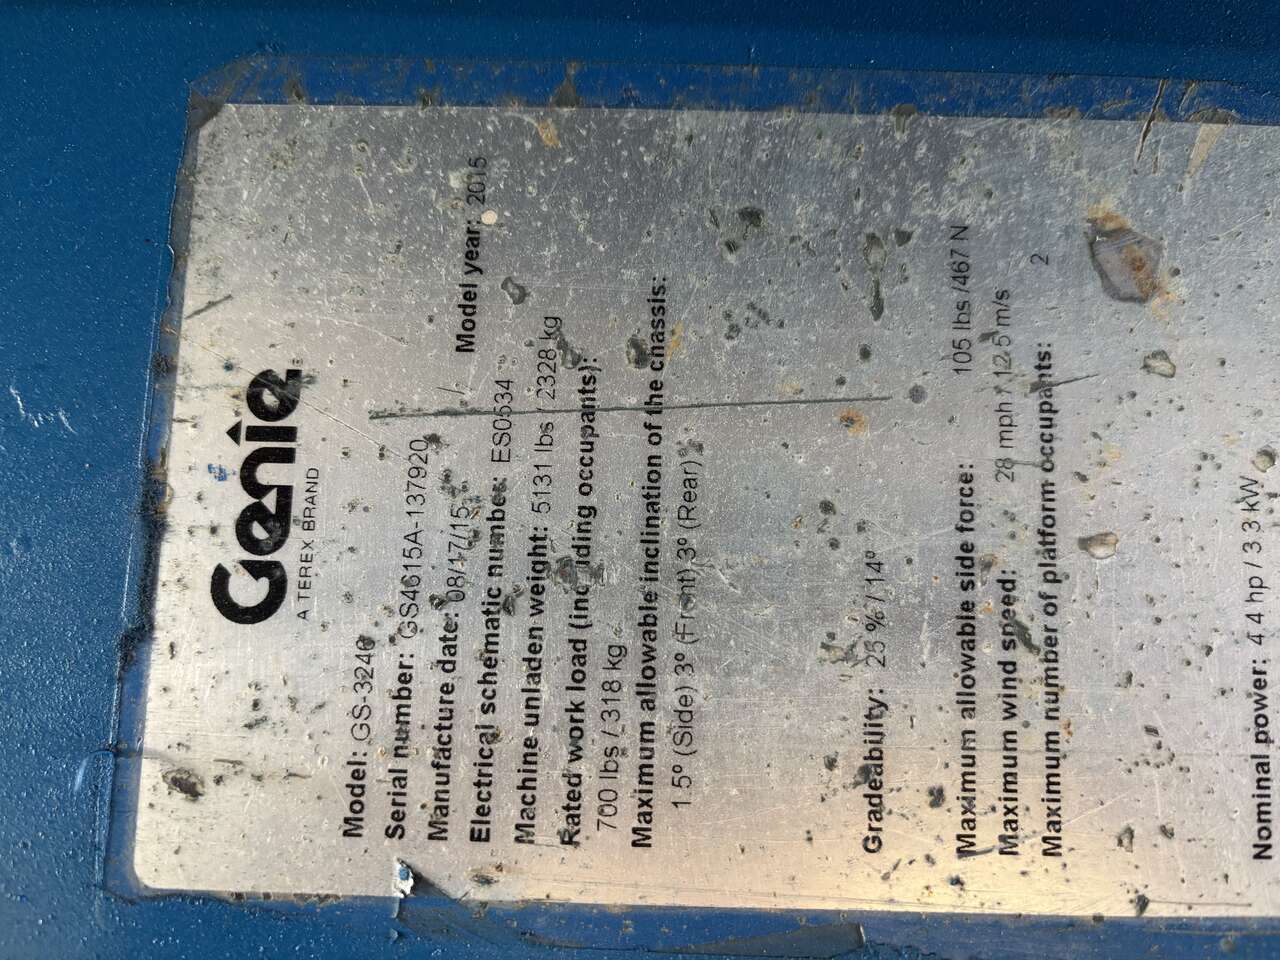 Genie
A TEREX BRAND
Model: GS-3246
Serial number: GS4615A-137920
Manufacture date: 08/17/15 Model year: 2015
Electrical schematic number: ES0534
Machine unladen weight: 5131 lbs / 2328 kg
Rated work load (including occupants):
700 lbs / 318 kg
Maximum allowable inclination of the chassis:
1.5º (Side) 3º (Front) 3º (Rear)
Gradeability: 25 % / 14º
Maximum allowable side force: 105 lbs /467 N
Maximum wind speed: 28 mph / 12.5 m/s
Maximum number of platform occupants: 2
Nominal power: 4.4 hp / 3.3 kW